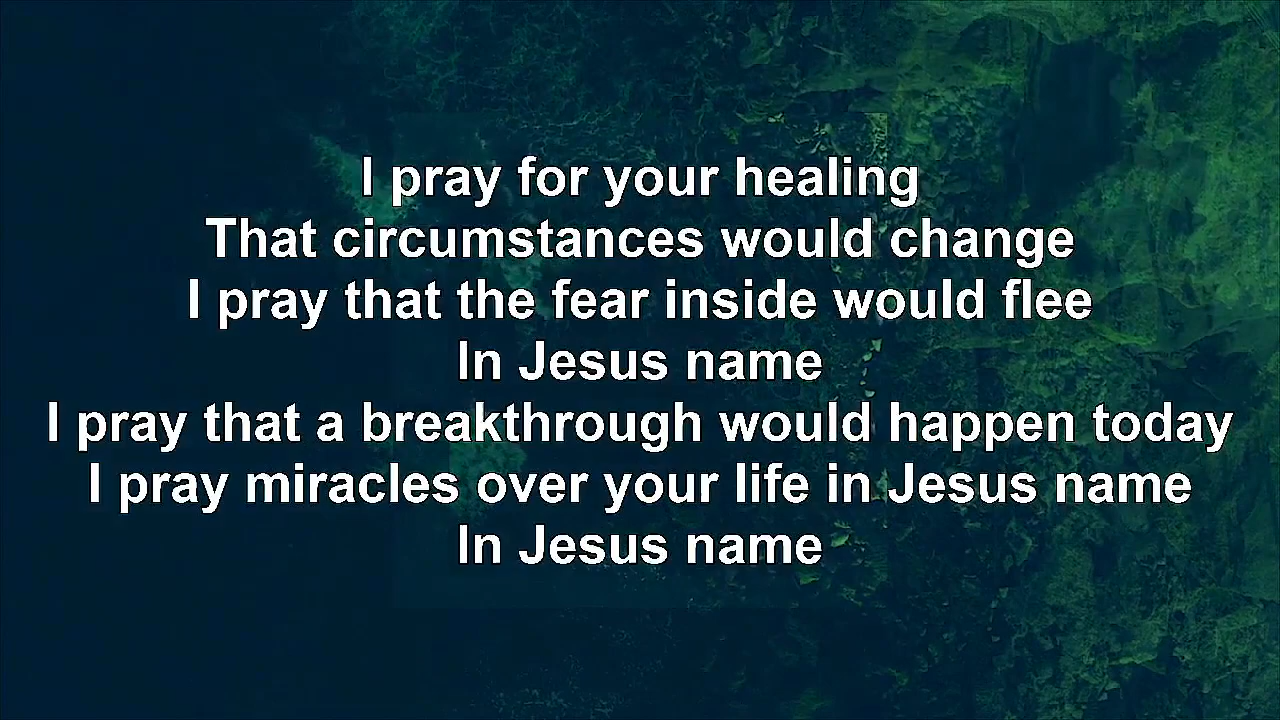 I pray for your healing
That circumstances would change
I pray that the fear inside would flee
In Jesus name
I pray that a breakthrough would happen today
I pray miracles over your life in Jesus name
In Jesus name